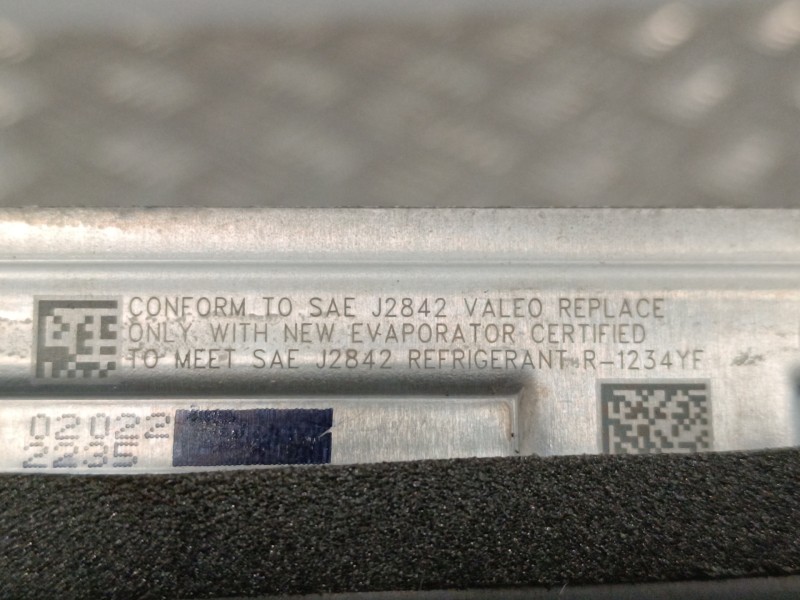 CONFORM TO SAE J2842 VALEO REPLACE
ONLY WITH NEW EVAPORATOR CERTIFIED
TO MEET SAE J2842 REFRIGERANT R-1234YF
02022
2235